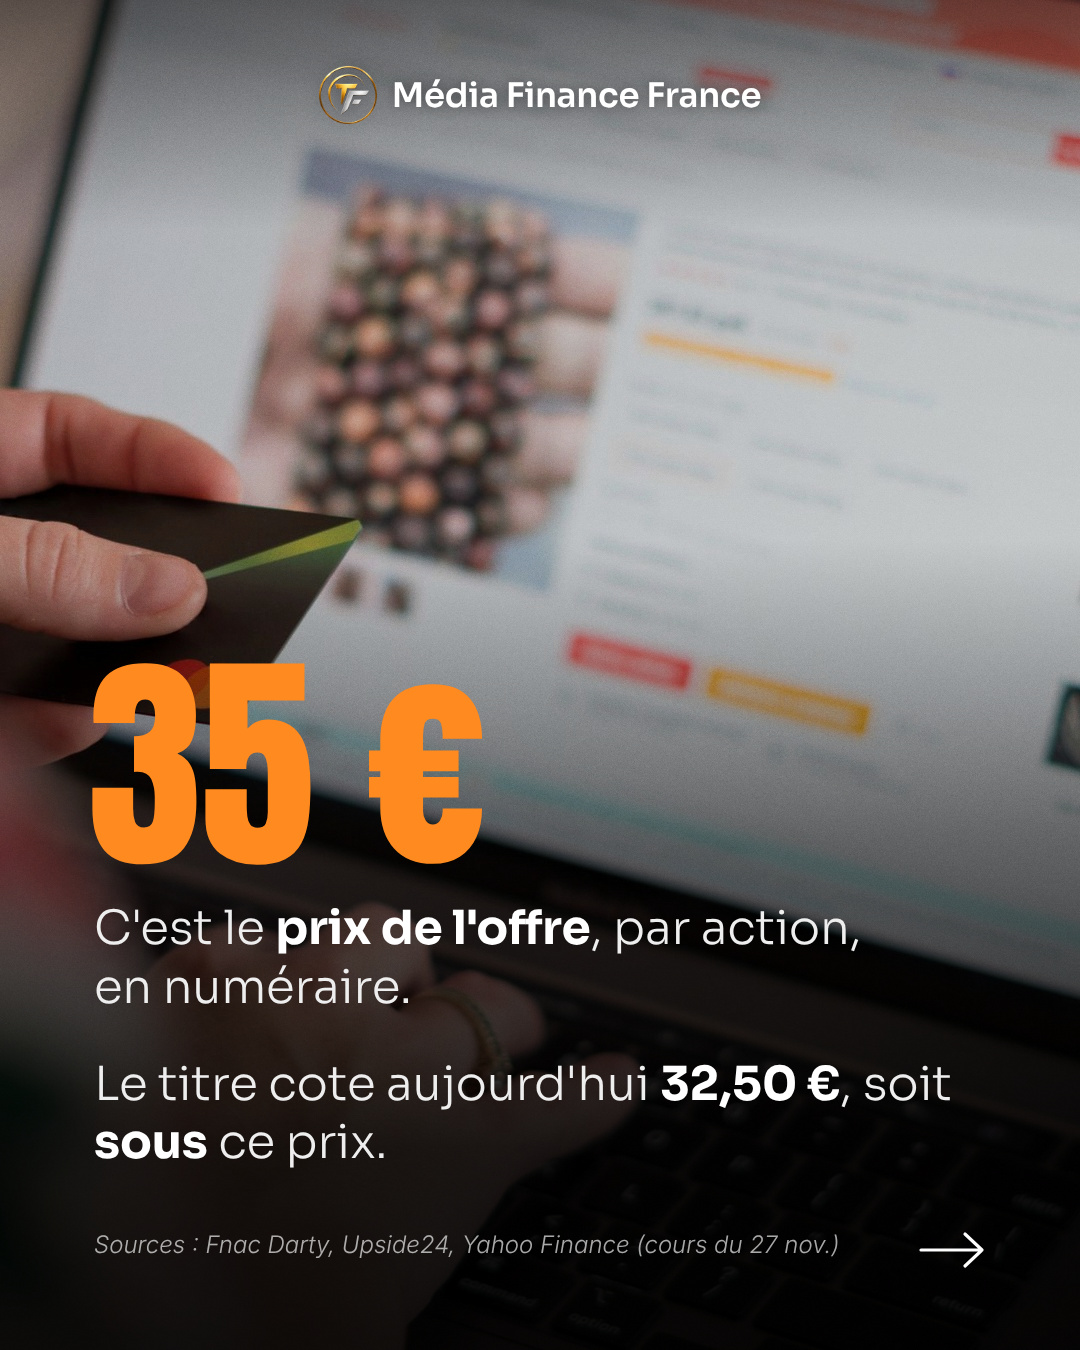 Média Finance France
35 €
C'est le prix de l'offre, par action,
en numéraire.
Le titre cote aujourd'hui 32,50 €, soit
sous ce prix.
Sources : Fnac Darty, Upside24, Yahoo Finance (cours du 27 nov.)